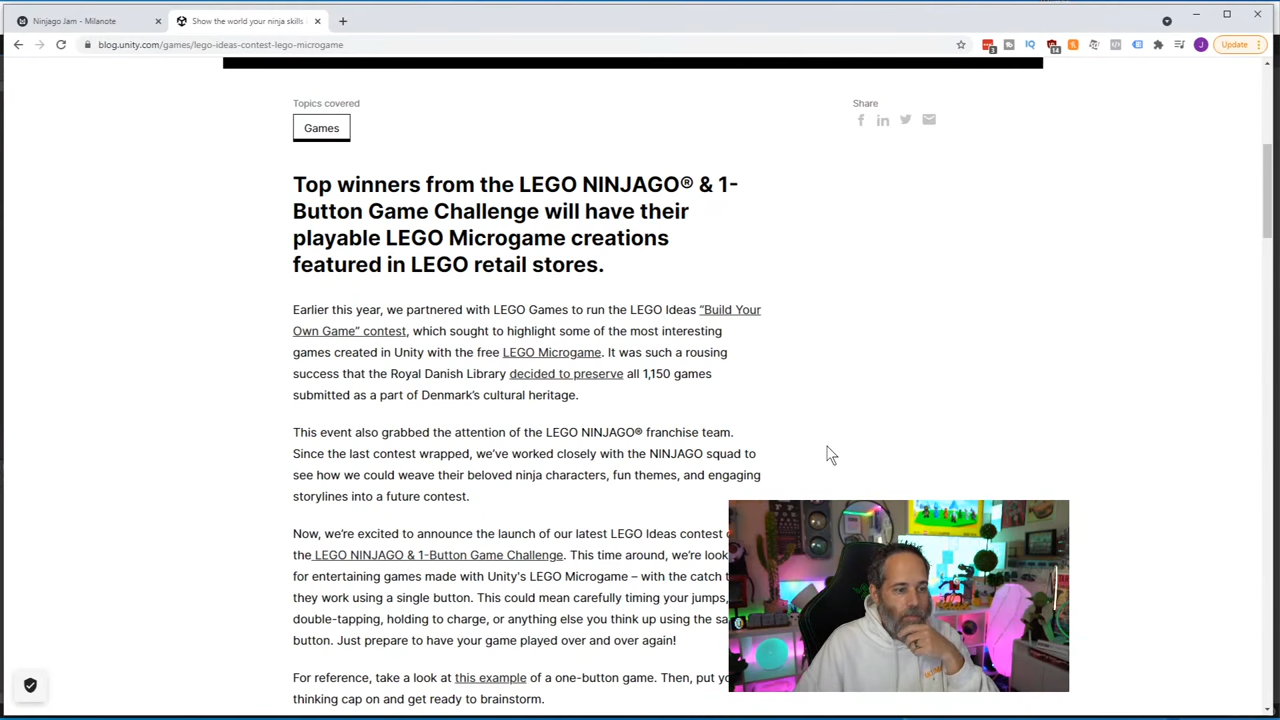 Ninjago Jam - Milanote
Show the world your ninja skills
blog.unity.com/games/lego-ideas-contest-lego-microgame
3
14
J
Update
Topics covered
Share
Games
Top winners from the LEGO NINJAGO® & 1-
Button Game Challenge will have their
playable LEGO Microgame creations
featured in LEGO retail stores.
Earlier this year, we partnered with LEGO Games to run the LEGO Ideas “Build Your
Own Game” contest, which sought to highlight some of the most interesting
games created in Unity with the free LEGO Microgame. It was such a rousing
success that the Royal Danish Library decided to preserve all 1,150 games
submitted as a part of Denmark’s cultural heritage.
This event also grabbed the attention of the LEGO NINJAGO® franchise team.
Since the last contest wrapped, we’ve worked closely with the NINJAGO squad to
see how we could weave their beloved ninja characters, fun themes, and engaging
storylines into a future contest.
Now, we’re excited to announce the launch of our latest LEGO Ideas contest
the LEGO NINJAGO & 1-Button Game Challenge. This time around, we’re look
for entertaining games made with Unity's LEGO Microgame – with the catch
they work using a single button. This could mean carefully timing your jumps,
double-tapping, holding to charge, or anything else you think up using the sa
button. Just prepare to have your game played over and over again!
For reference, take a look at this example of a one-button game. Then, put
thinking cap on and get ready to brainstorm.